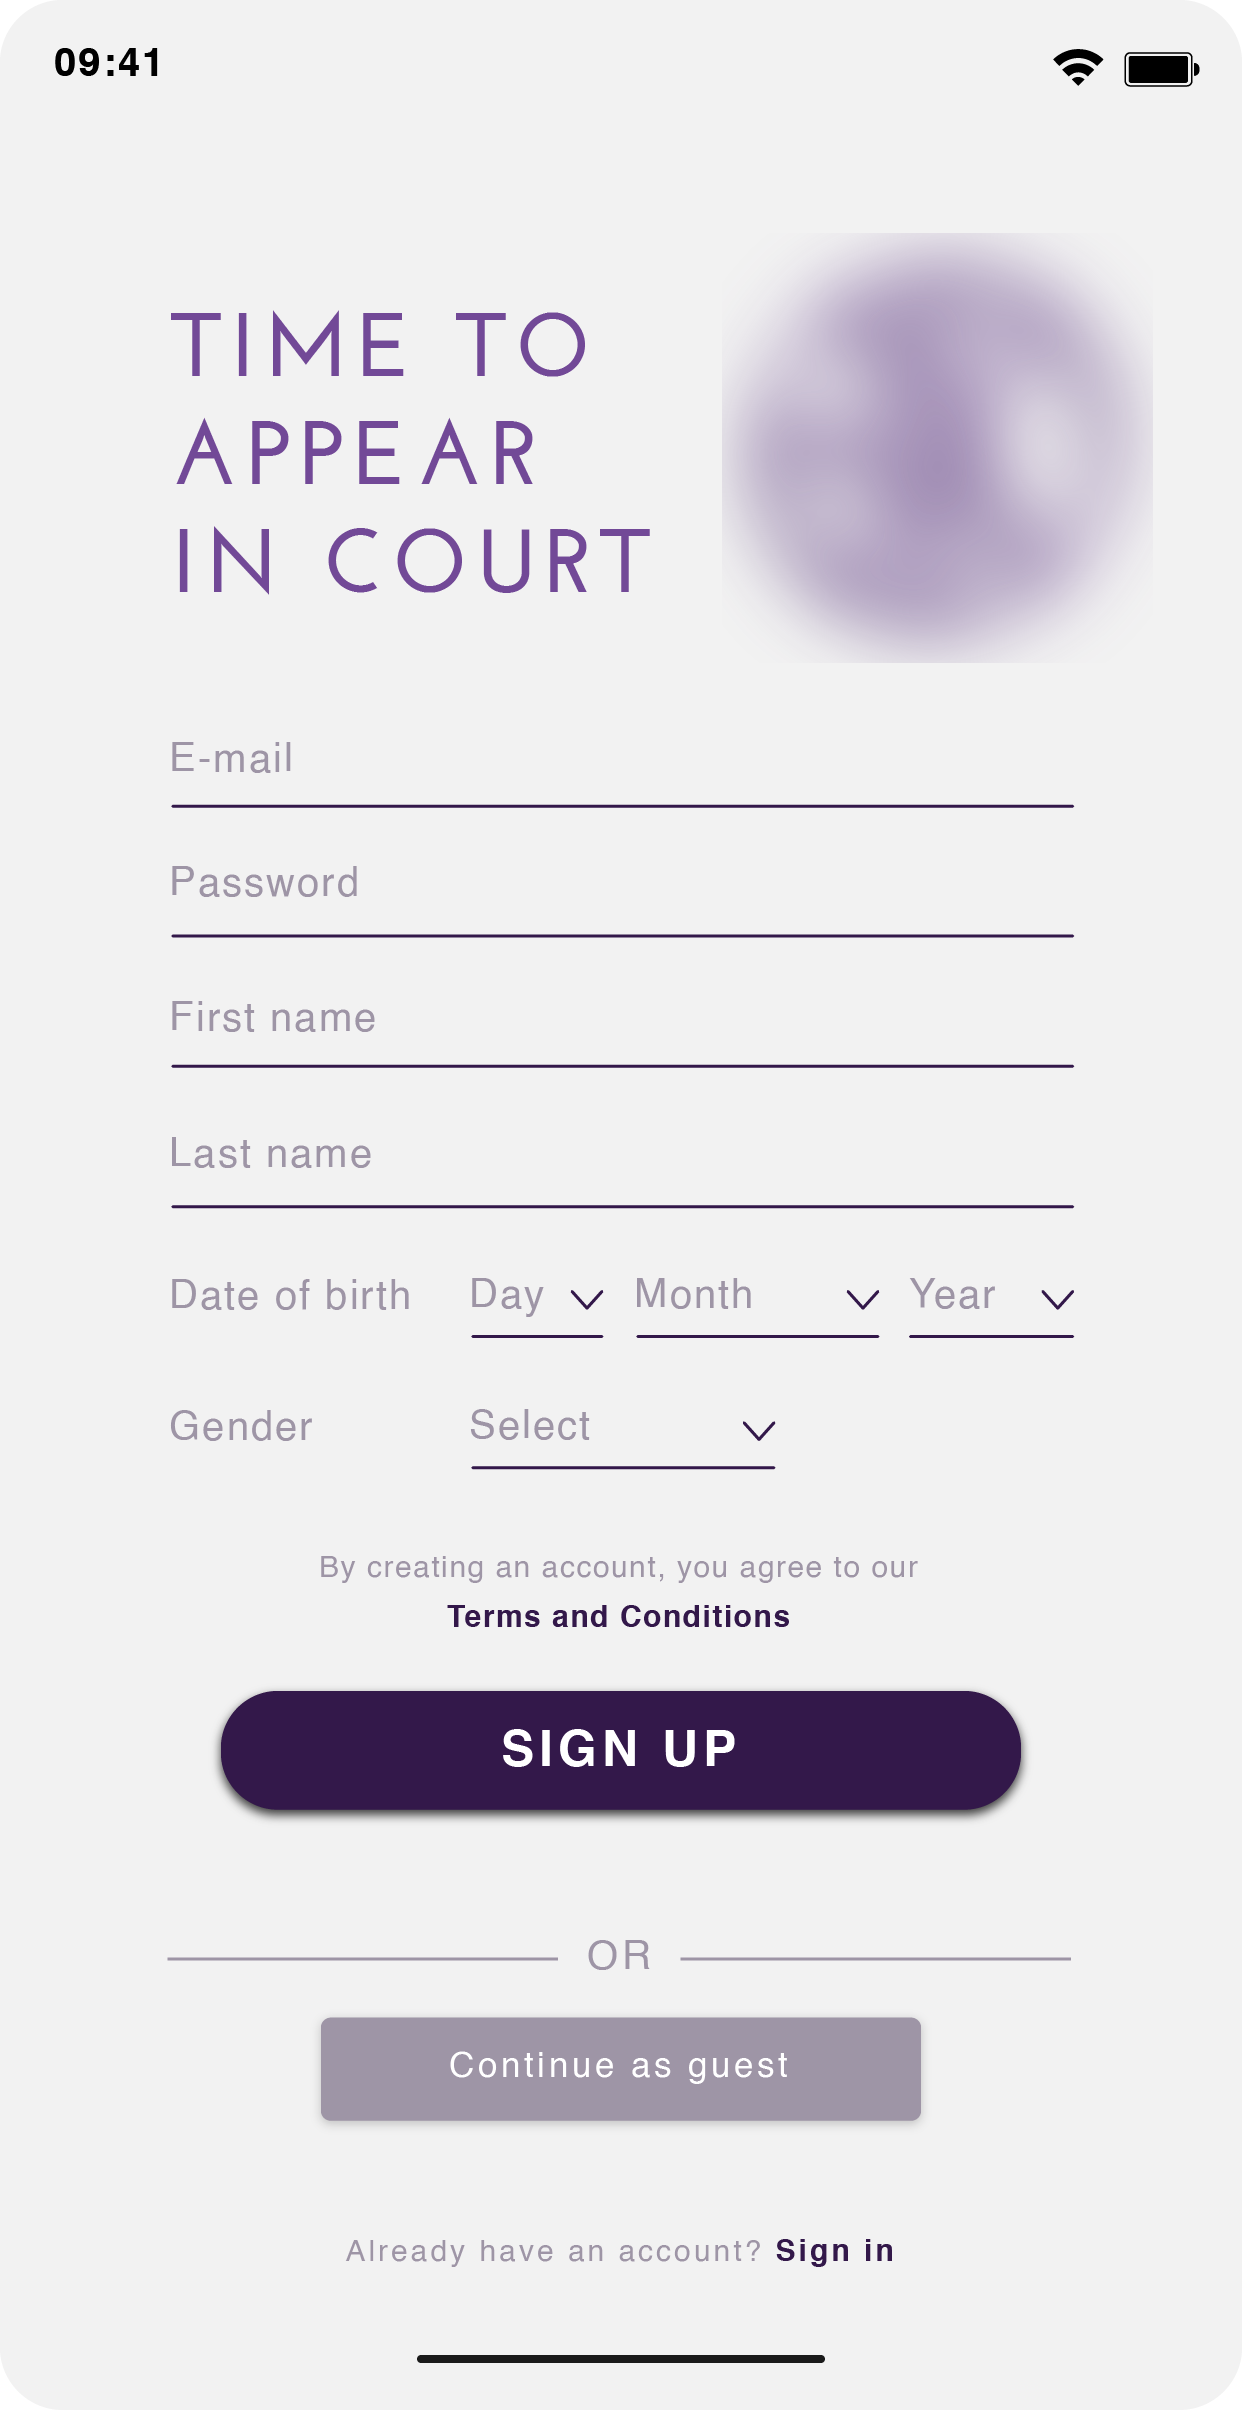 09:41
TIME TO
APPEAR
IN COURT
E-mail
Password
First name
Last name
Date of birth Day Month Year
Gender Select
By creating an account, you agree to our
Terms and Conditions
SIGN UP
OR
Continue as guest
Already have an account? Sign in